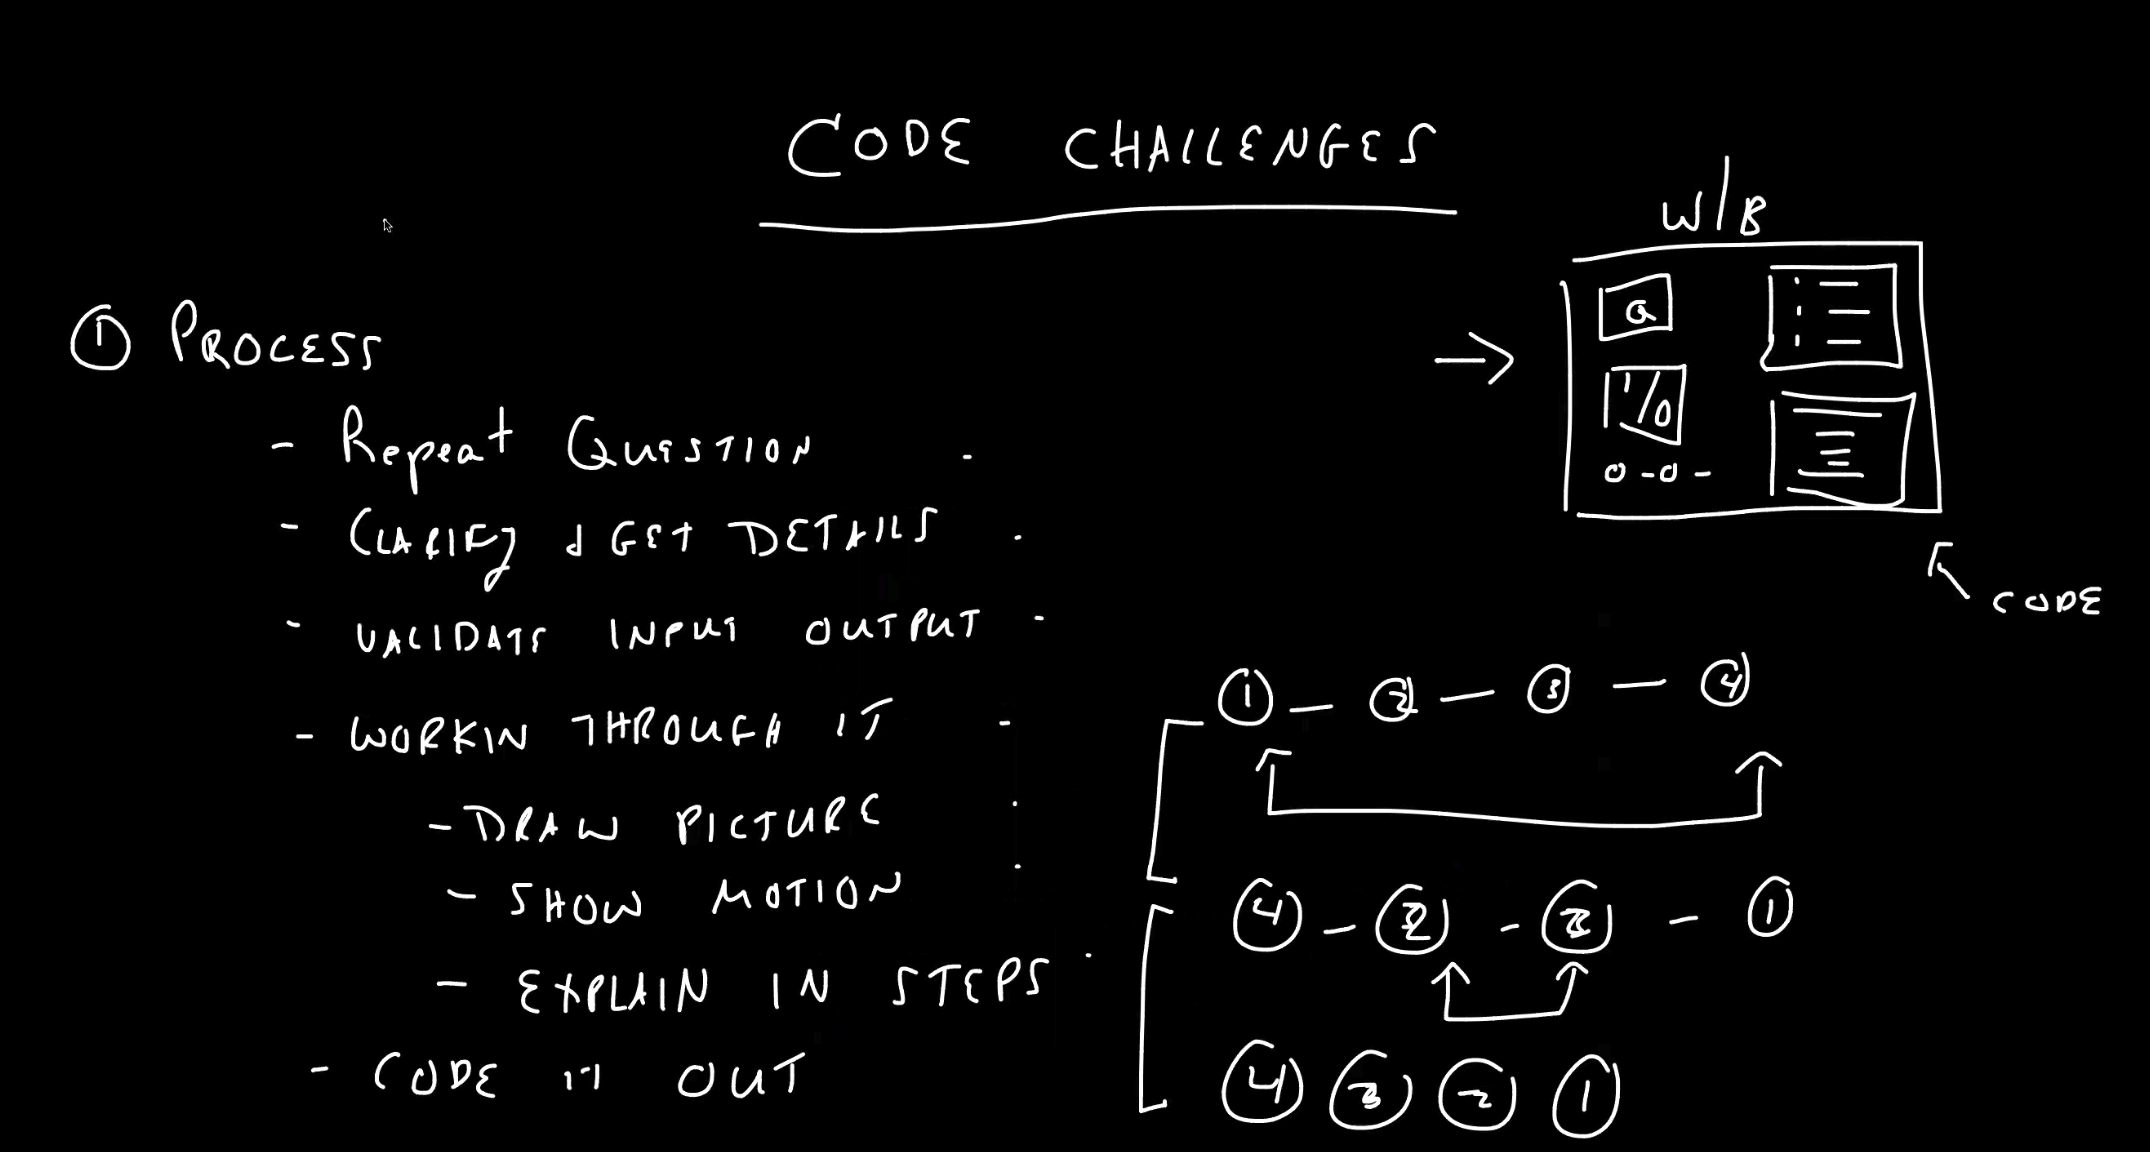 CODE CHALLENGES
W/B
Q
I/O
0-0-
CODE
① PROCESS
- Repeat QUESTION
- CLARIFY & GET DETAILS
- VALIDATE INPUT OUTPUT
- WORKIN THROUGH IT
- DRAW PICTURE
- SHOW MOTION
- EXPLAIN IN STEPS
- CODE IT OUT
① - ② - ③ - ④
④ - ② - ③ - ①
④ ③ ② ①